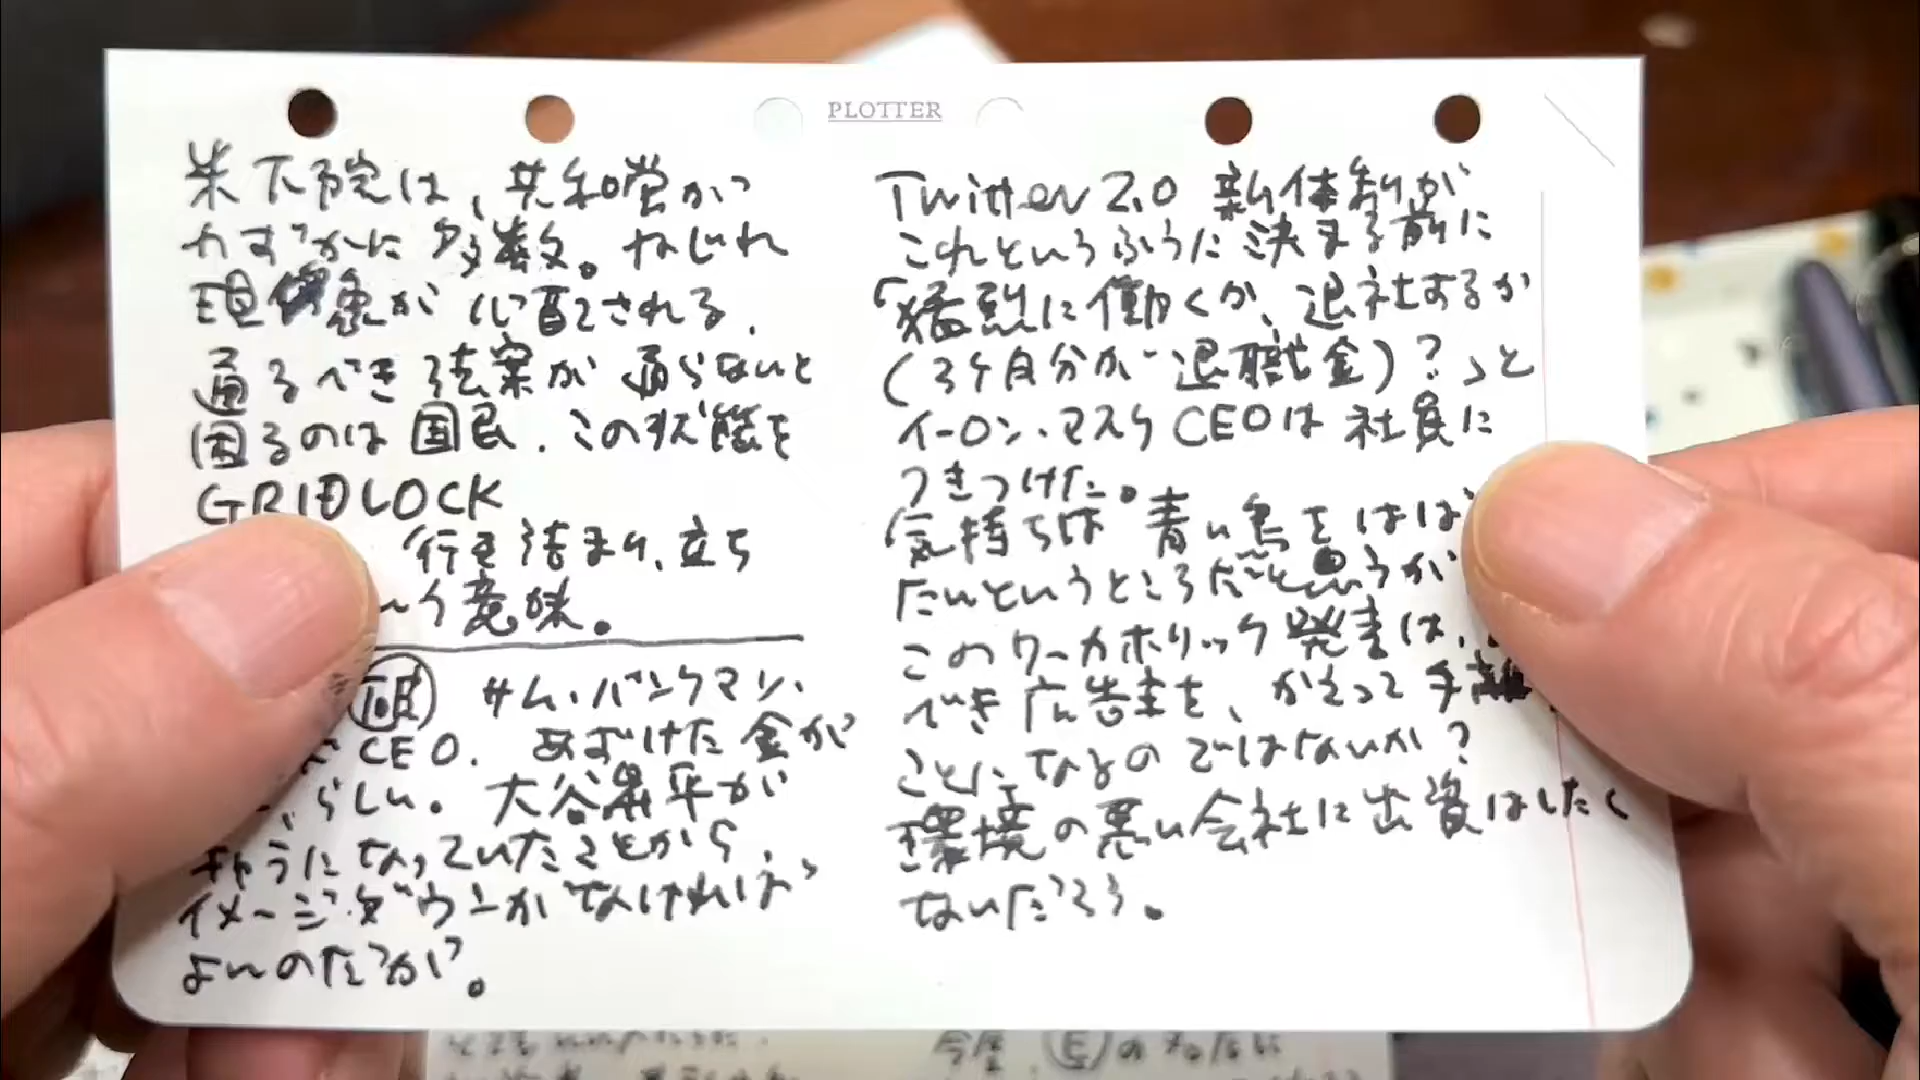 PLOTTER
米下院は、共和党がつ
わずかに多数。ねじれ
現象が心配される.
通るべき法案が通らないと
困るのは国民.この状態を
GRIDLOCK
行き詰まり、立ち
う意味。
サム・バンクマン・
CEO. あずけた金が
らしい。大谷翔平が
キャラになっていたことから
イメージダウンがなければ
よいのだが。
Twitter 2.0 新体制が
これというふうに決まる前に
「猛烈に働くか、退社するか
(3ヶ月分が退職金)?」と
イーロン・マスクCEOは社員に
つきつけた。
気持ちは青い鳥をはば
たいというところだと思うが
このワーカホリック発言は、
べき広告主を、かえって手離
ことになるのではないか?
環境の悪い会社に出資はしたく
ないだろう。
今度 のメ